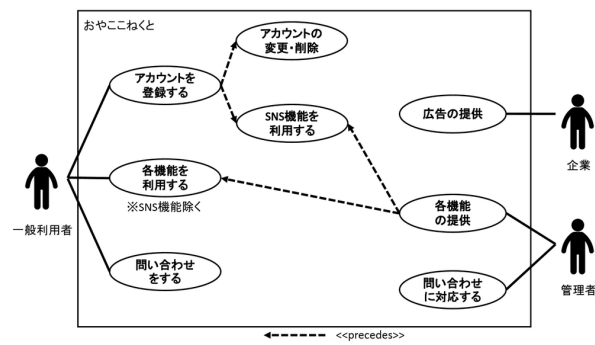 おやここねくと
アカウントの
変更・削除
アカウントを
登録する
SNS機能を
利用する
広告の提供
企業
各機能を
利用する
※SNS機能除く
一般利用者
各機能
の提供
問い合わせ
をする
問い合わせ
に対応する
管理者
<<precedes>>